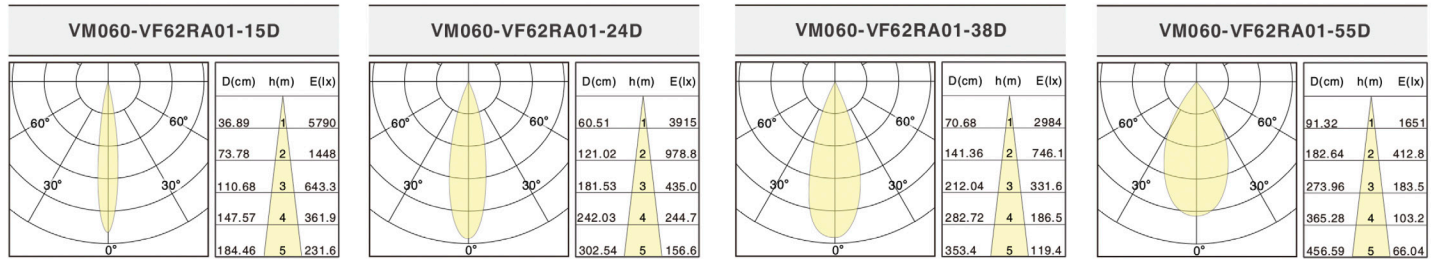 VM060-VF62RA01-15D
60° 60°
30° 30°
0°
D(cm) h(m) E(lx)
36.89 1 5790
73.78 2 1448
110.68 3 643.3
147.57 4 361.9
184.46 5 231.6
VM060-VF62RA01-24D
60° 60°
30° 30°
0°
D(cm) h(m) E(lx)
60.51 1 3915
121.02 2 978.8
181.53 3 435.0
242.03 4 244.7
302.54 5 156.6
VM060-VF62RA01-38D
60° 60°
30° 30°
0°
D(cm) h(m) E(lx)
70.68 1 2984
141.36 2 746.1
212.04 3 331.6
282.72 4 186.5
353.4 5 119.4
VM060-VF62RA01-55D
60° 60°
30° 30°
0°
D(cm) h(m) E(lx)
91.32 1 1651
182.64 2 412.8
273.96 3 183.5
365.28 4 103.2
456.59 5 66.04